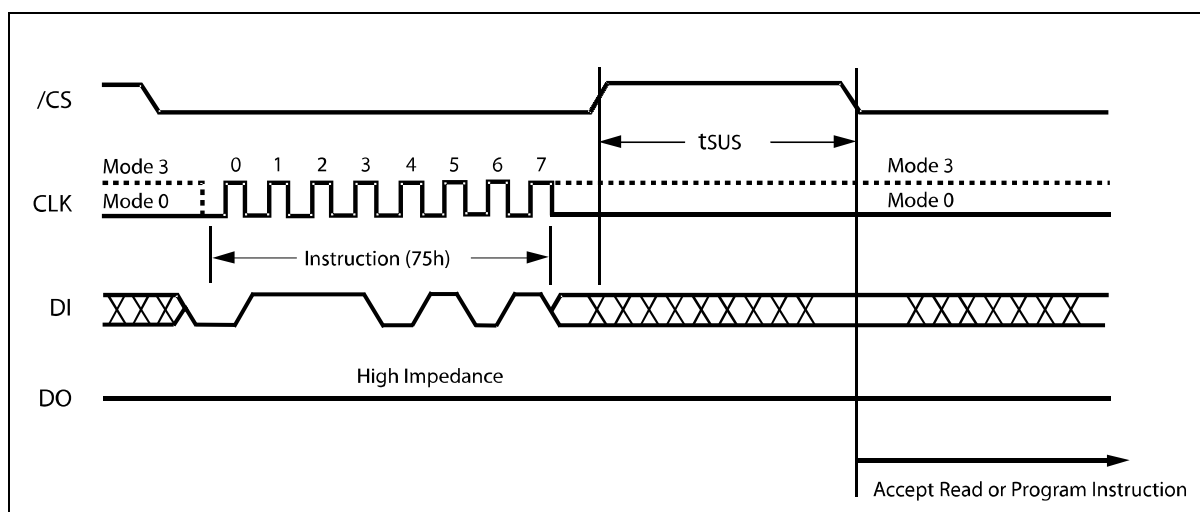 /CS
tSUS
Mode 3 0 1 2 3 4 5 6 7 Mode 3
CLK Mode 0 Mode 0
Instruction (75h)
DI
High Impedance
DO
Accept Read or Program Instruction